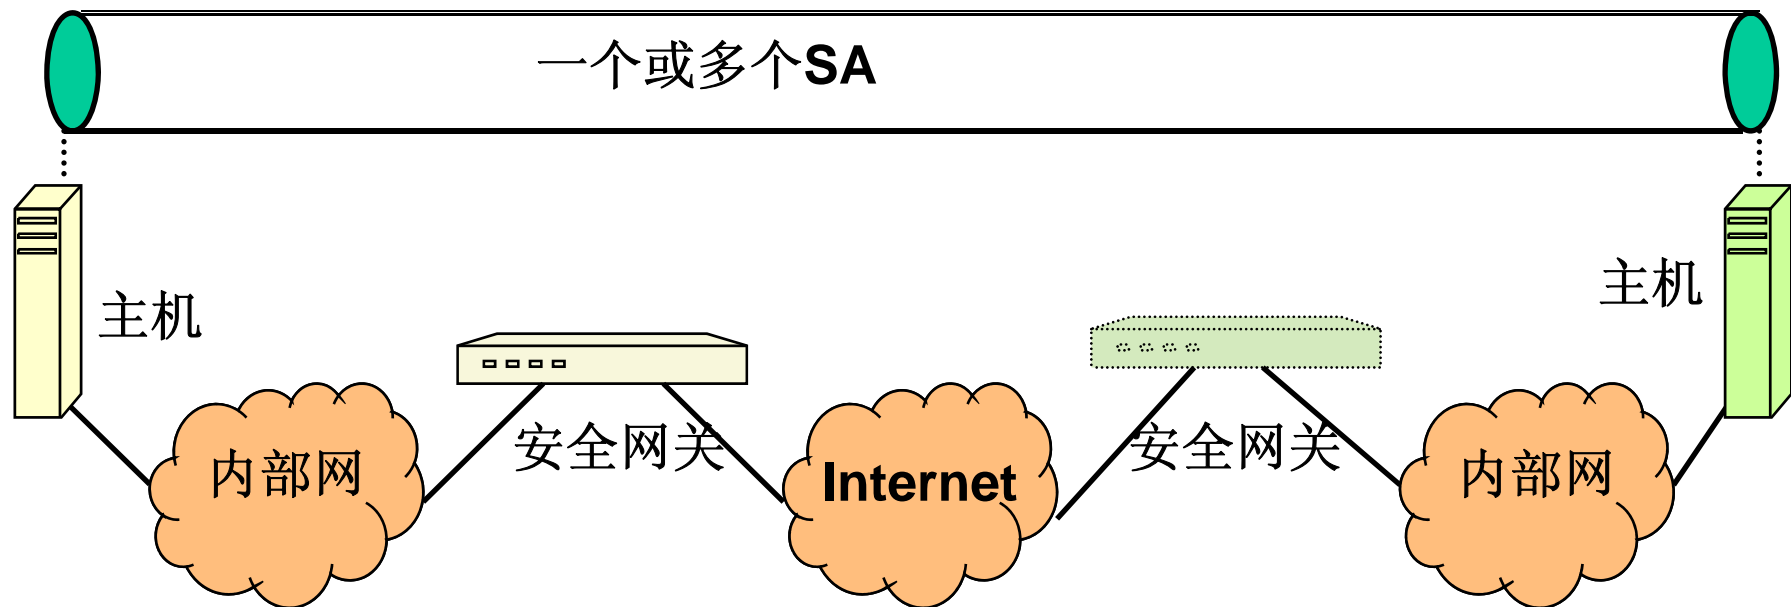 一个或多个SA
主机
主机
安全网关
安全网关
内部网
Internet
内部网